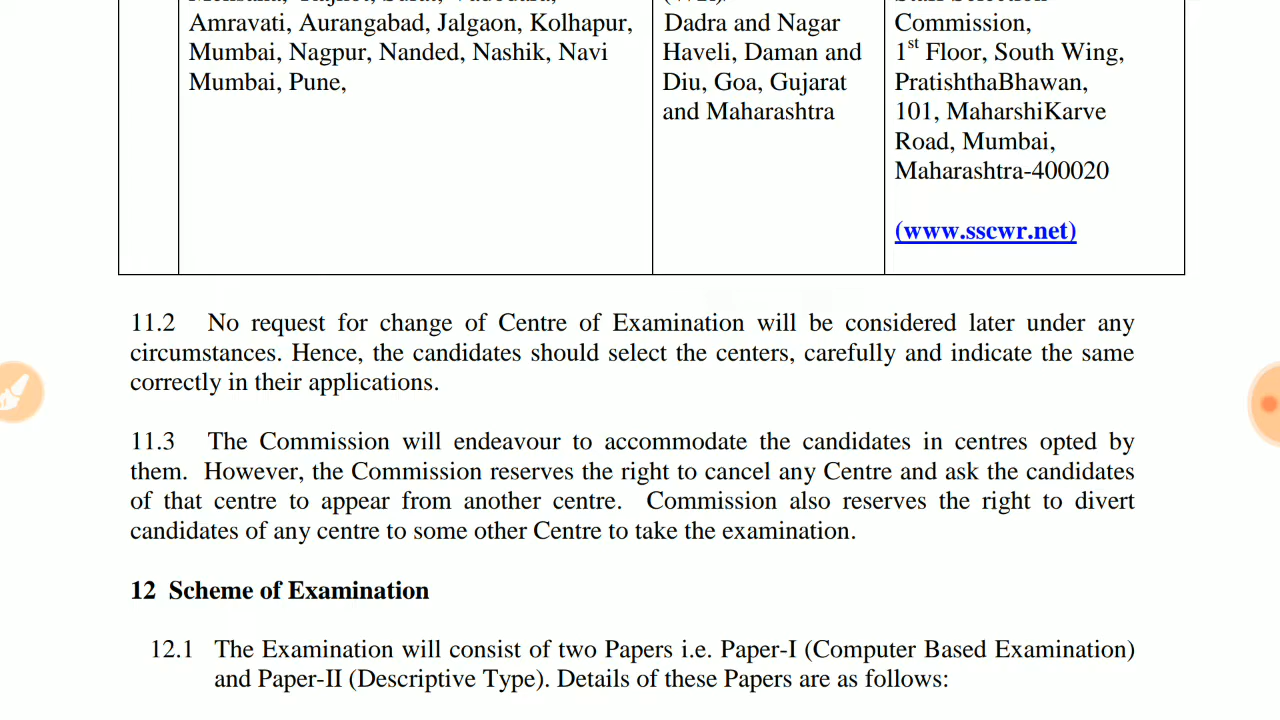 Amravati, Aurangabad, Jalgaon, Kolhapur,
Mumbai, Nagpur, Nanded, Nashik, Navi
Mumbai, Pune,
Dadra and Nagar
Haveli, Daman and
Diu, Goa, Gujarat
and Maharashtra
Commission,
1st Floor, South Wing,
PratishthaBhawan,
101, MaharshiKarve
Road, Mumbai,
Maharashtra-400020
(www.sscwr.net)
11.2 No request for change of Centre of Examination will be considered later under any
circumstances. Hence, the candidates should select the centers, carefully and indicate the same
correctly in their applications.
11.3 The Commission will endeavour to accommodate the candidates in centres opted by
them. However, the Commission reserves the right to cancel any Centre and ask the candidates
of that centre to appear from another centre. Commission also reserves the right to divert
candidates of any centre to some other Centre to take the examination.
12 Scheme of Examination
12.1 The Examination will consist of two Papers i.e. Paper-I (Computer Based Examination)
and Paper-II (Descriptive Type). Details of these Papers are as follows: